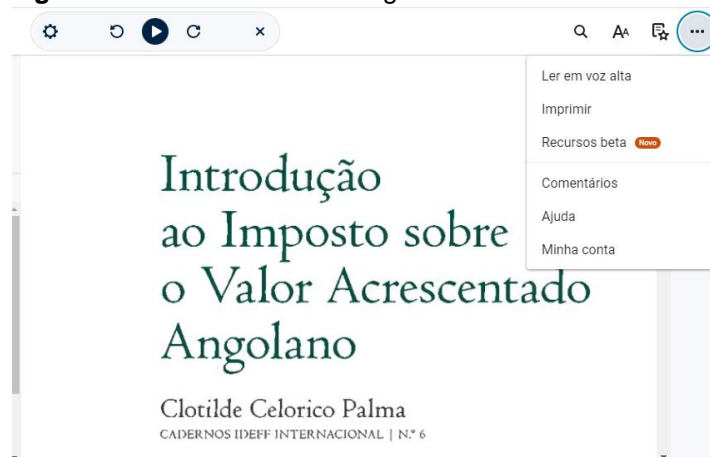 AA
Ler em voz alta
Imprimir
Recursos beta Novo
Comentários
Ajuda
Minha conta
Introdução
ao Imposto sobre
o Valor Acrescentado
Angolano
Clotilde Celorico Palma
CADERNOS IDEFF INTERNACIONAL | N.º 6